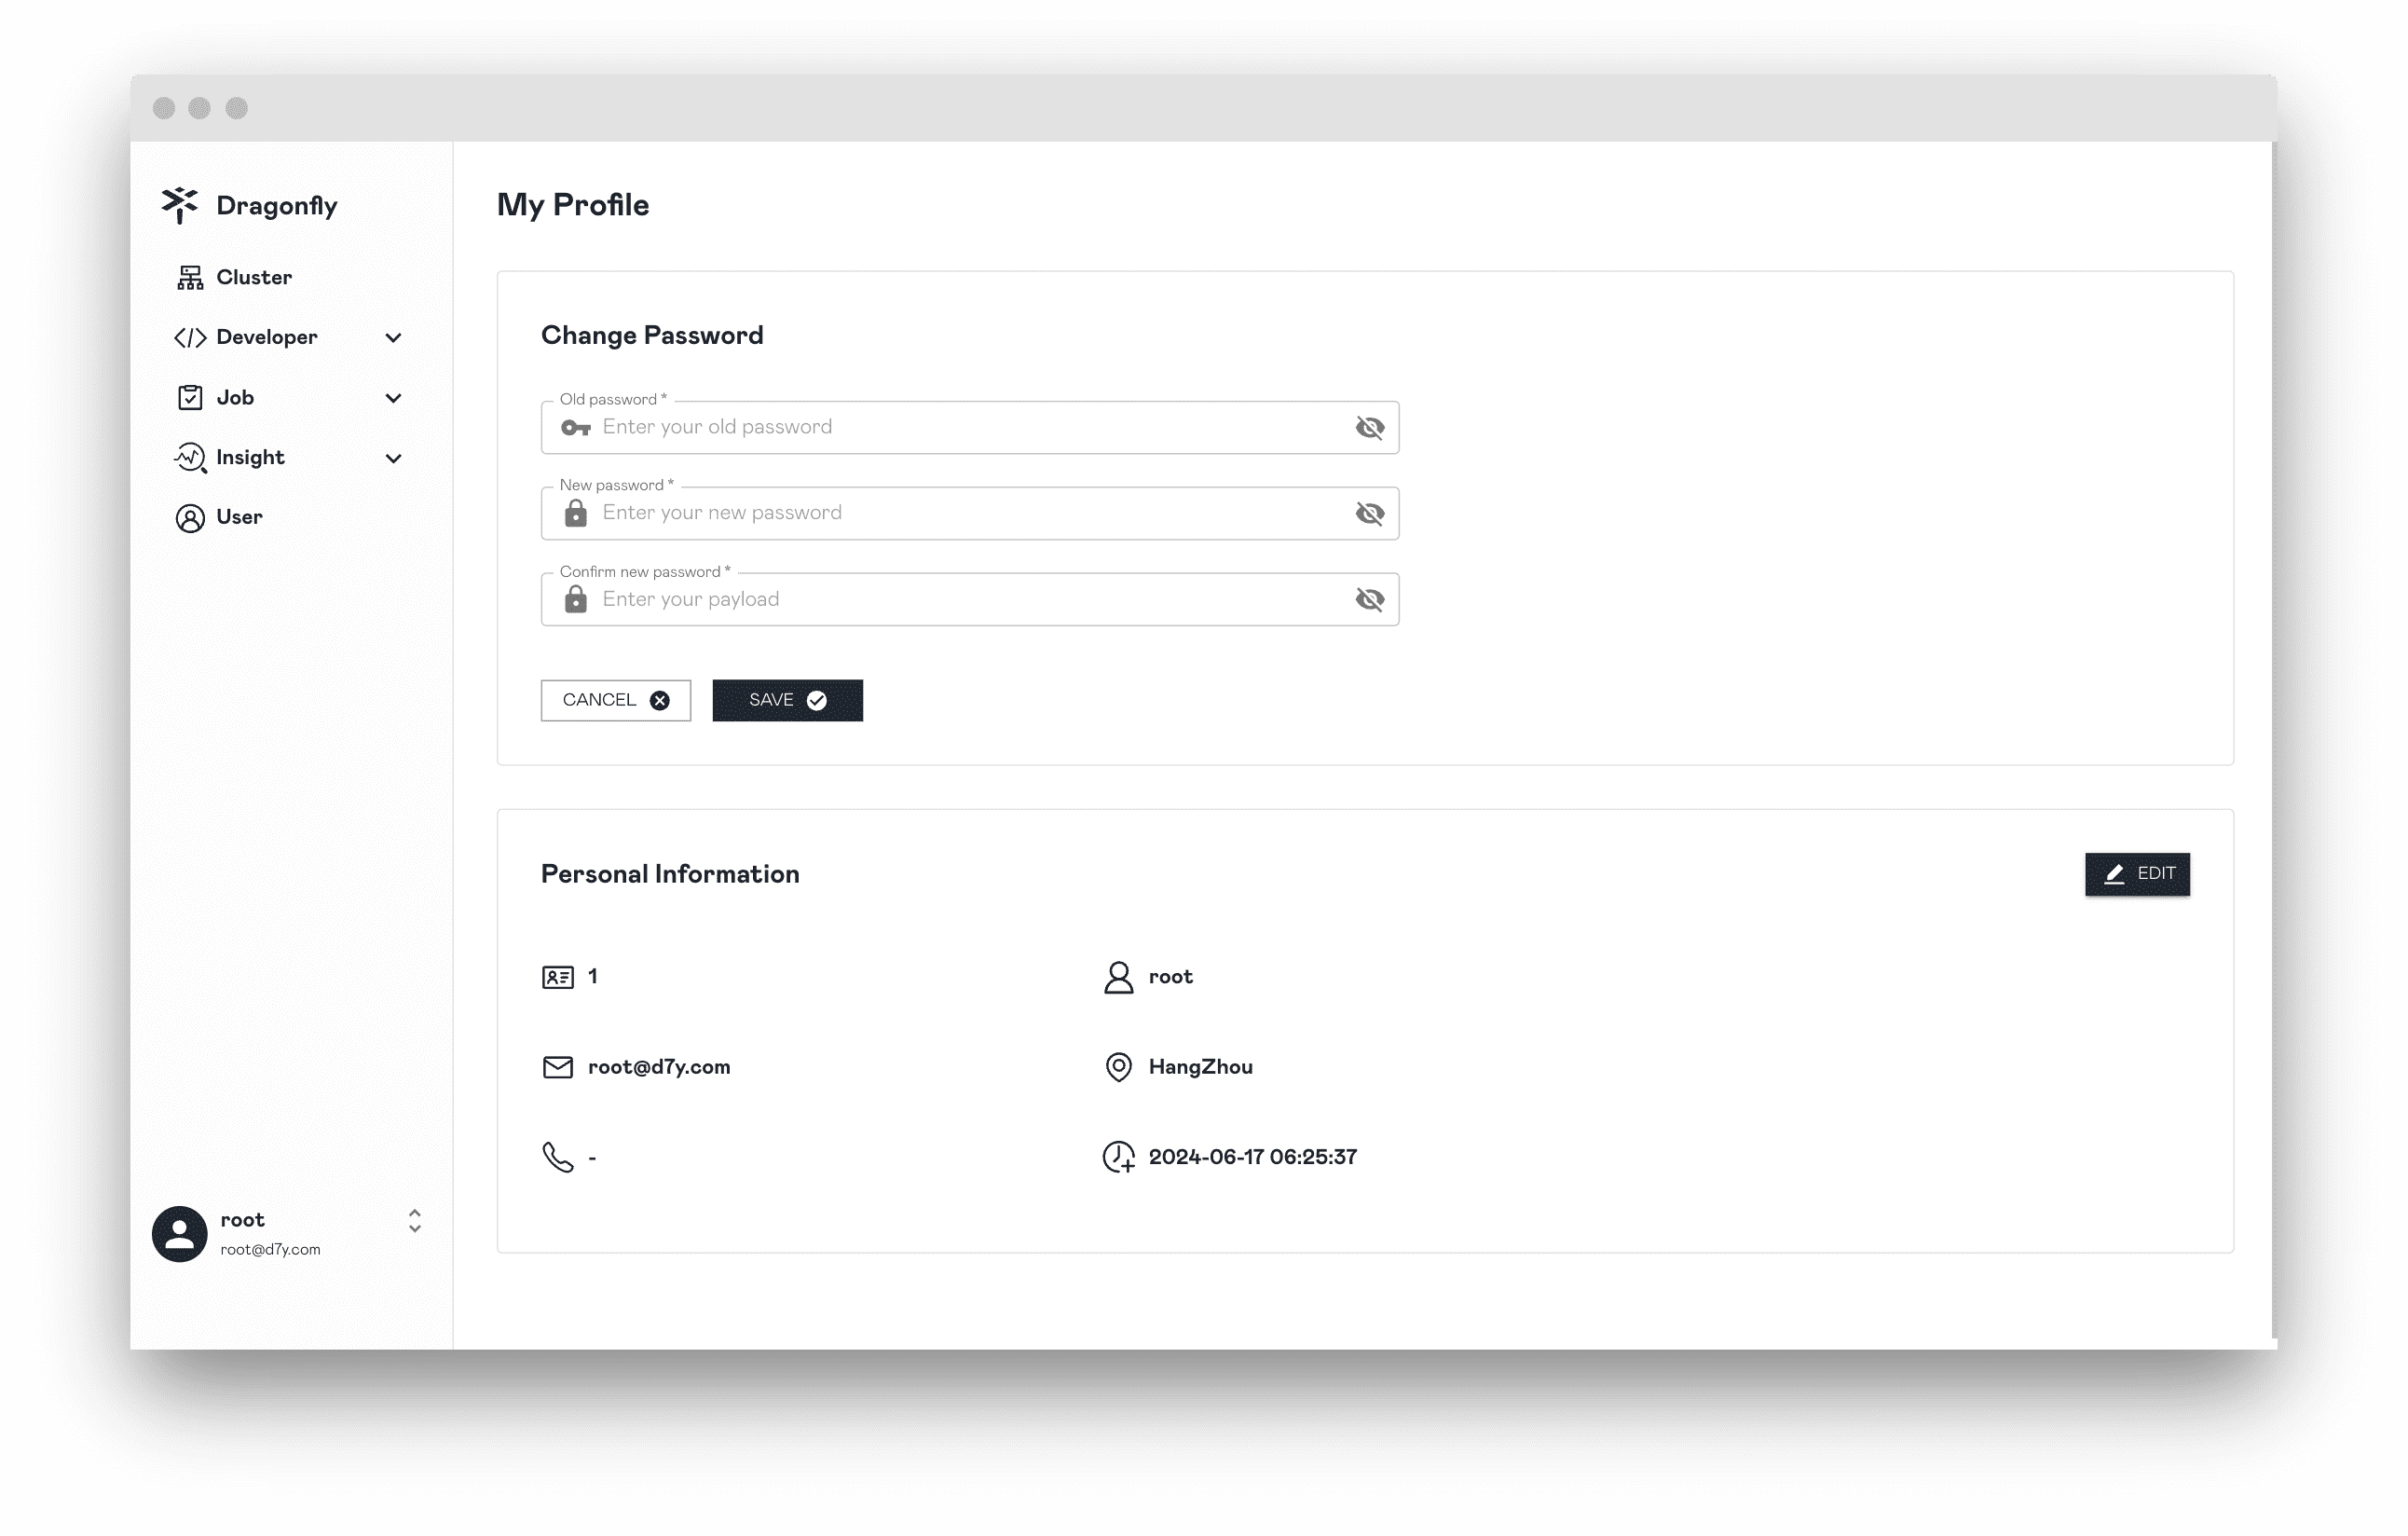 Dragonfly
Cluster
Developer
Job
Insight
User
root
root@d7y.com
My Profile
Change Password
Old password *
Enter your old password
New password *
Enter your new password
Confirm new password *
Enter your payload
CANCEL
SAVE
Personal Information
EDIT
1
root
root@d7y.com
HangZhou
-
2024-06-17 06:25:37